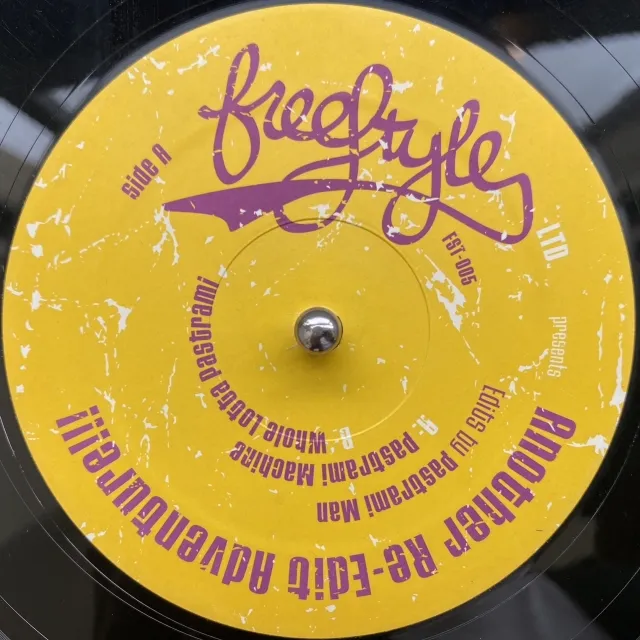 freestyle
LTD.
Side A
FST-005
presents
Another Re-Edit Adventure!!!
Edits by Pastrami Man
A: Pastrami Machine
B: Whole Lotta Pastrami